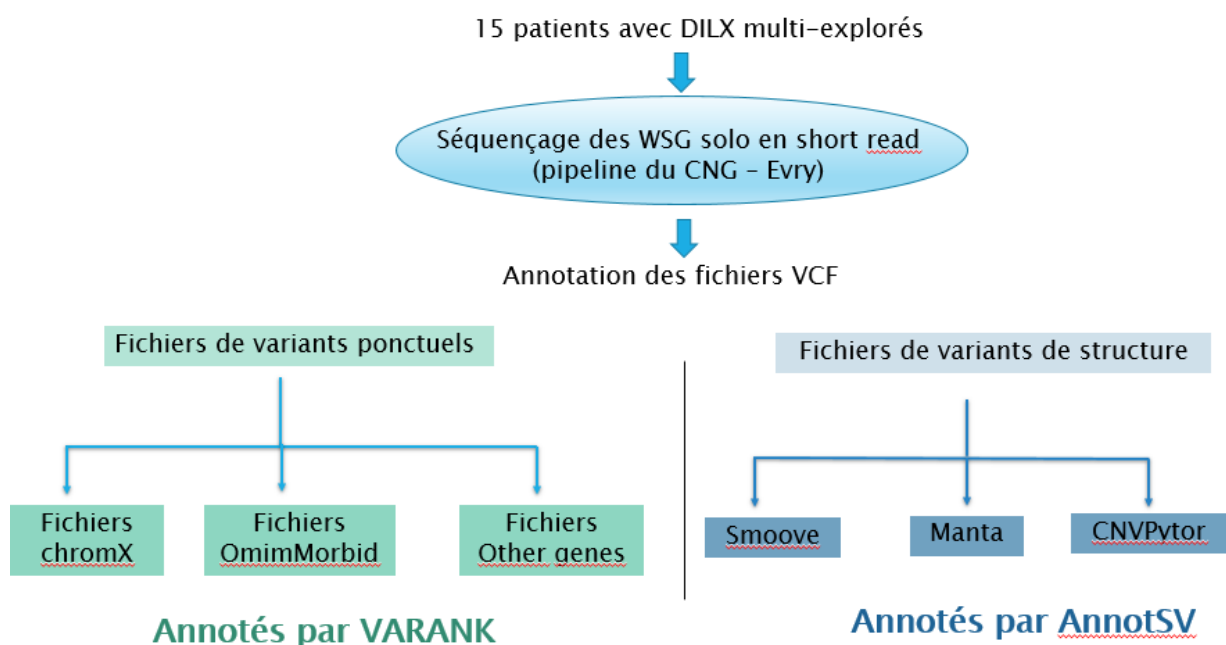 15 patients avec DILX multi-explorés
Séquençage des WSG solo en short read
(pipeline du CNG – Evry)
Annotation des fichiers VCF
Fichiers de variants ponctuels
Fichiers de variants de structure
Fichiers
chromX
Fichiers
OmimMorbid
Fichiers
Other genes
Smoove
Manta
CNVPytor
Annotés par VARANK
Annotés par AnnotSV